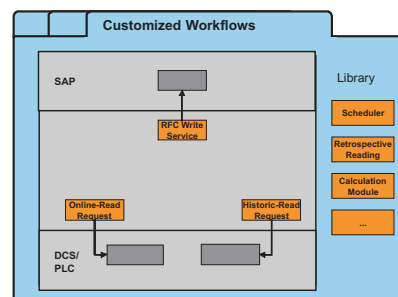 Customized Workflows
SAP
Library
Scheduler
RFC Write
Service
Retrospective
Reading
Calculation
Module
Online-Read
Request
Historic-Read
Request
...
DCS/
PLC